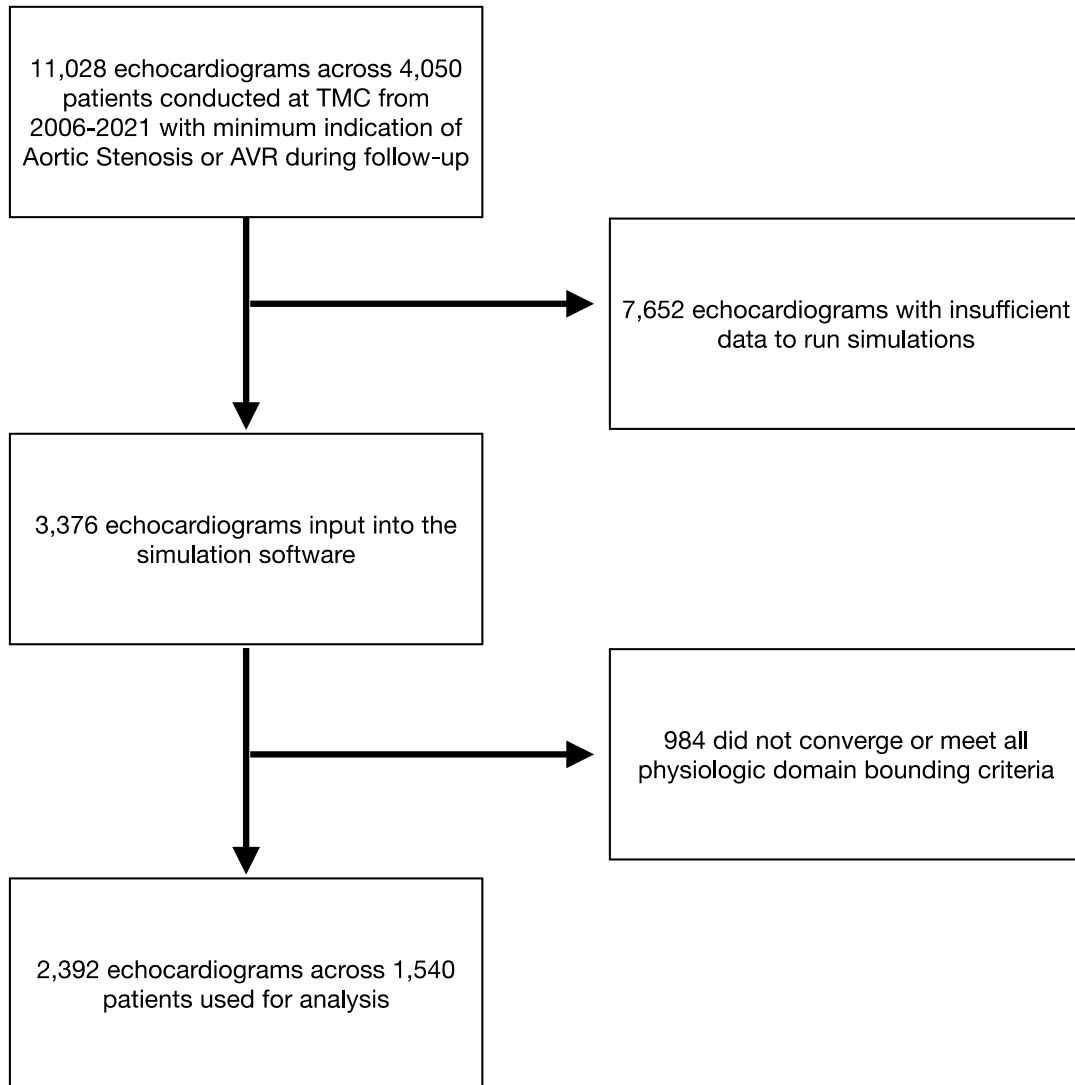 11,028 echocardiograms across 4,050
patients conducted at TMC from
2006-2021 with minimum indication of
Aortic Stenosis or AVR during follow-up
7,652 echocardiograms with insufficient
data to run simulations
3,376 echocardiograms input into the
simulation software
984 did not converge or meet all
physiologic domain bounding criteria
2,392 echocardiograms across 1,540
patients used for analysis